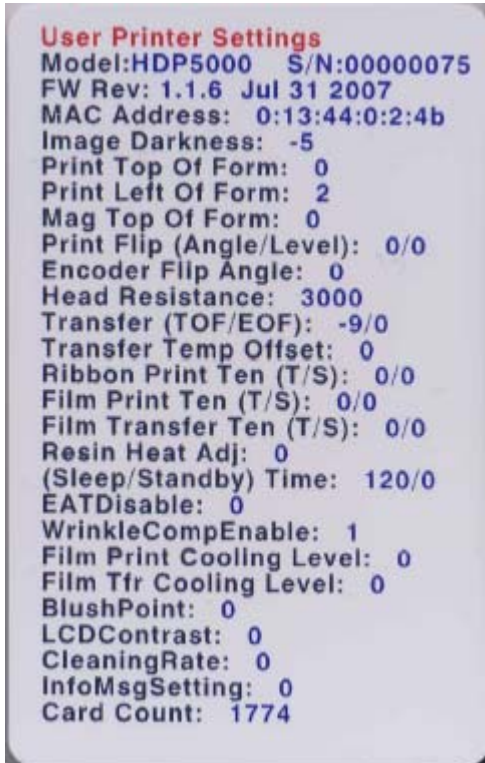 User Printer Settings
Model:HDP5000 S/N:00000075
FW Rev: 1.1.6 Jul 31 2007
MAC Address: 0:13:44:0:2:4b
Image Darkness: -5
Print Top Of Form: 0
Print Left Of Form: 2
Mag Top Of Form: 0
Print Flip (Angle/Level): 0/0
Encoder Flip Angle: 0
Head Resistance: 3000
Transfer (TOF/EOF): -9/0
Transfer Temp Offset: 0
Ribbon Print Ten (T/S): 0/0
Film Print Ten (T/S): 0/0
Film Transfer Ten (T/S): 0/0
Resin Heat Adj: 0
(Sleep/Standby) Time: 120/0
EATDisable: 0
WrinkleCompEnable: 1
Film Print Cooling Level: 0
Film Tfr Cooling Level: 0
BlushPoint: 0
LCDContrast: 0
CleaningRate: 0
InfoMsgSetting: 0
Card Count: 1774